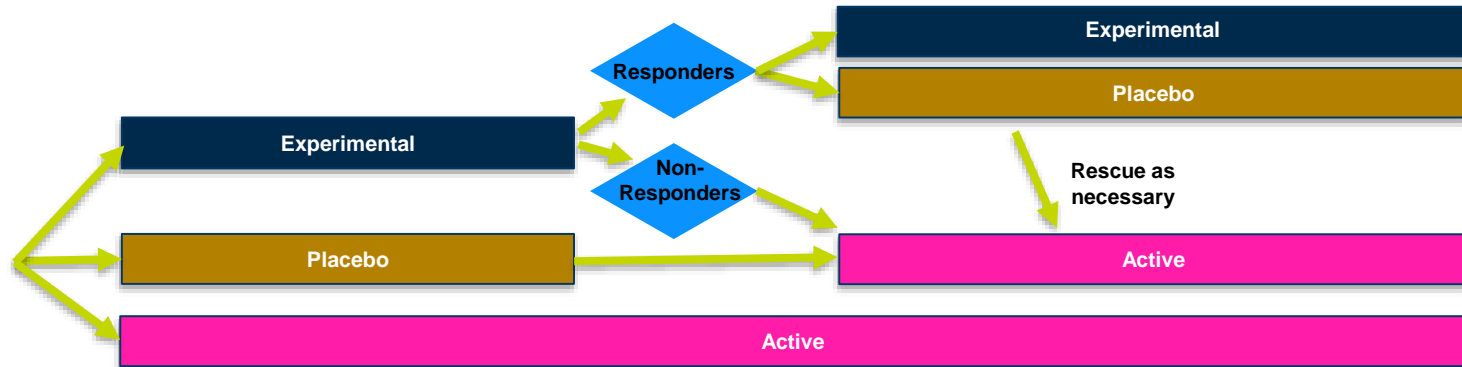 Experimental
Responders
Placebo
Experimental
Non-
Responders
Rescue as
necessary
Placebo
Active
Active